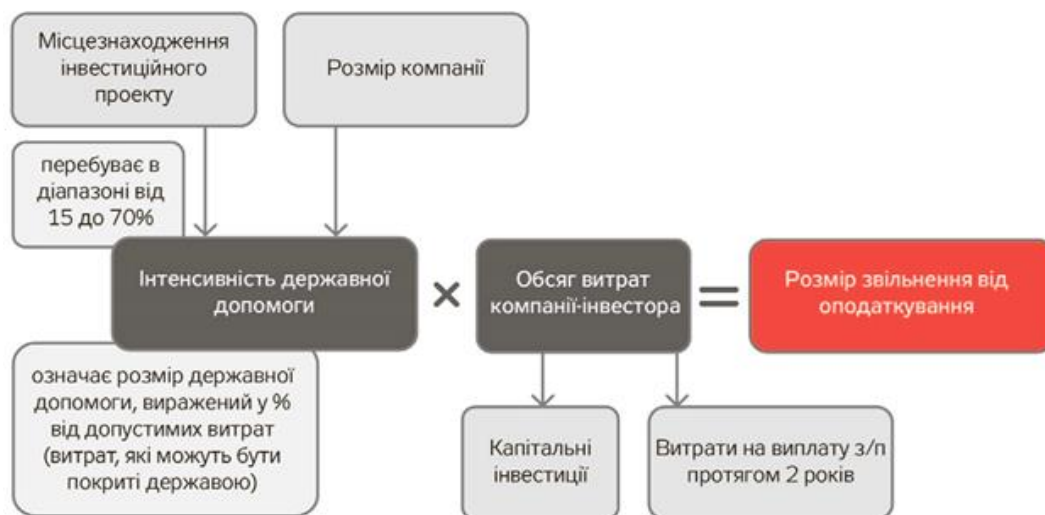 Місцезнаходження
інвестиційного
проекту
Розмір компанії
перебуває в
діапазоні від
15 до 70%
Інтенсивність державної
допомоги
×
Обсяг витрат
компанії-інвестора
=
Розмір звільнення від
оподаткування
означає розмір державної
допомоги, виражений у %
від допустимих витрат
(витрат, які можуть бути
покриті державою)
Капітальні
інвестиції
Витрати на виплату з/п
протягом 2 років